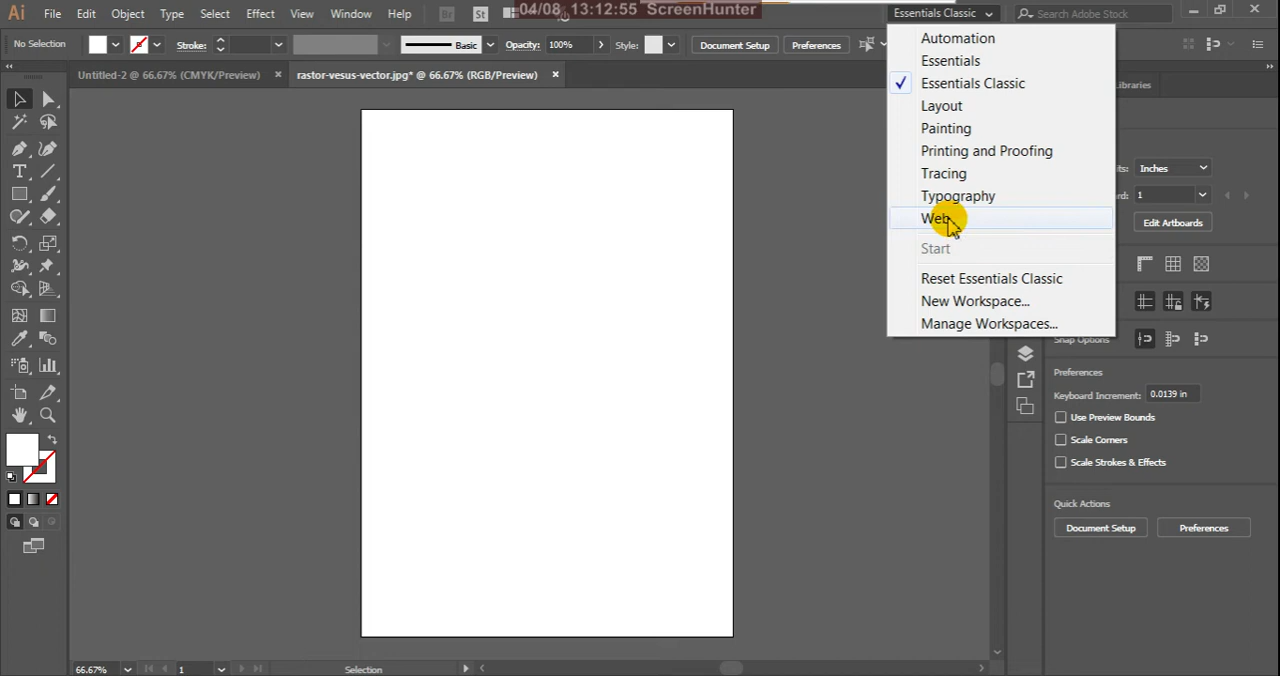 Ai File Edit Object Type Select Effect View Window Help Br St 04/08 13:12:55 ScreenHunter Essentials Classic Search Adobe Stock
No Selection Stroke: Basic Opacity: 100% Style: Document Setup Preferences
Untitled-2 @ 66.67% (CMYK/Preview) × rastor-vesus-vector.jpg* @ 66.67% (RGB/Preview) ×
Automation
Essentials
Essentials Classic
Layout
Painting
Printing and Proofing
Tracing
Typography
Web
Start
Reset Essentials Classic
New Workspace...
Manage Workspaces...
Inches
1
Edit Artboards
Snap Options
Preferences
Keyboard Increment: 0.0139 in
Use Preview Bounds
Scale Corners
Scale Strokes & Effects
Quick Actions
Document Setup Preferences
66.67% 1 Selection